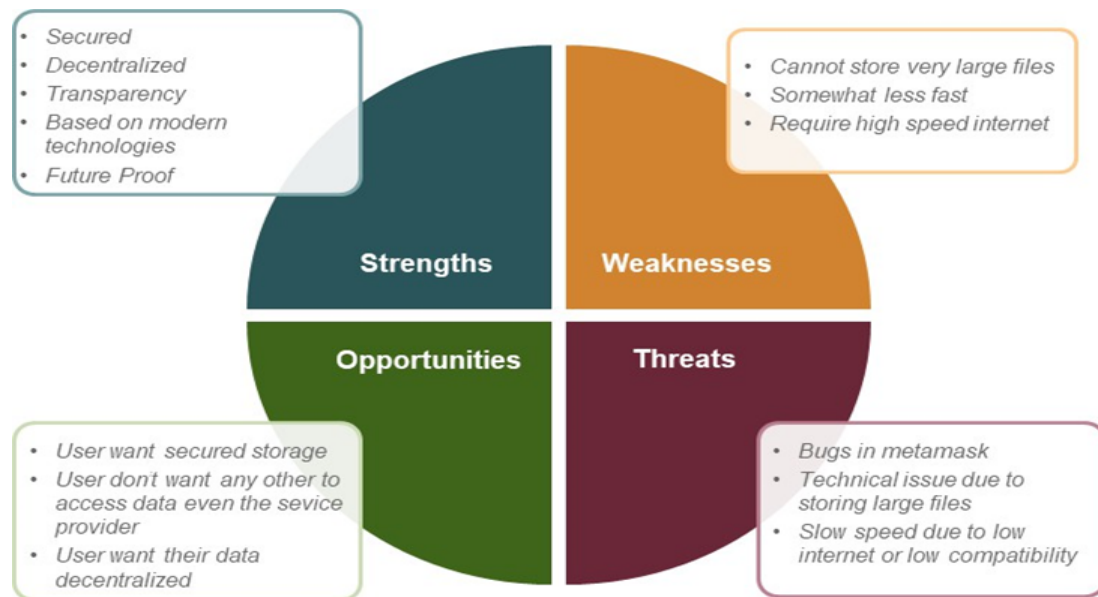 • Secured
• Decentralized
• Transparency
• Based on modern
technologies
• Future Proof
• Cannot store very large files
• Somewhat less fast
• Require high speed internet
Strengths
Weaknesses
Opportunities
Threats
• User want secured storage
• User don't want any other to
access data even the sevice
provider
• User want their data
decentralized
• Bugs in metamask
• Technical issue due to
storing large files
• Slow speed due to low
internet or low compatibility